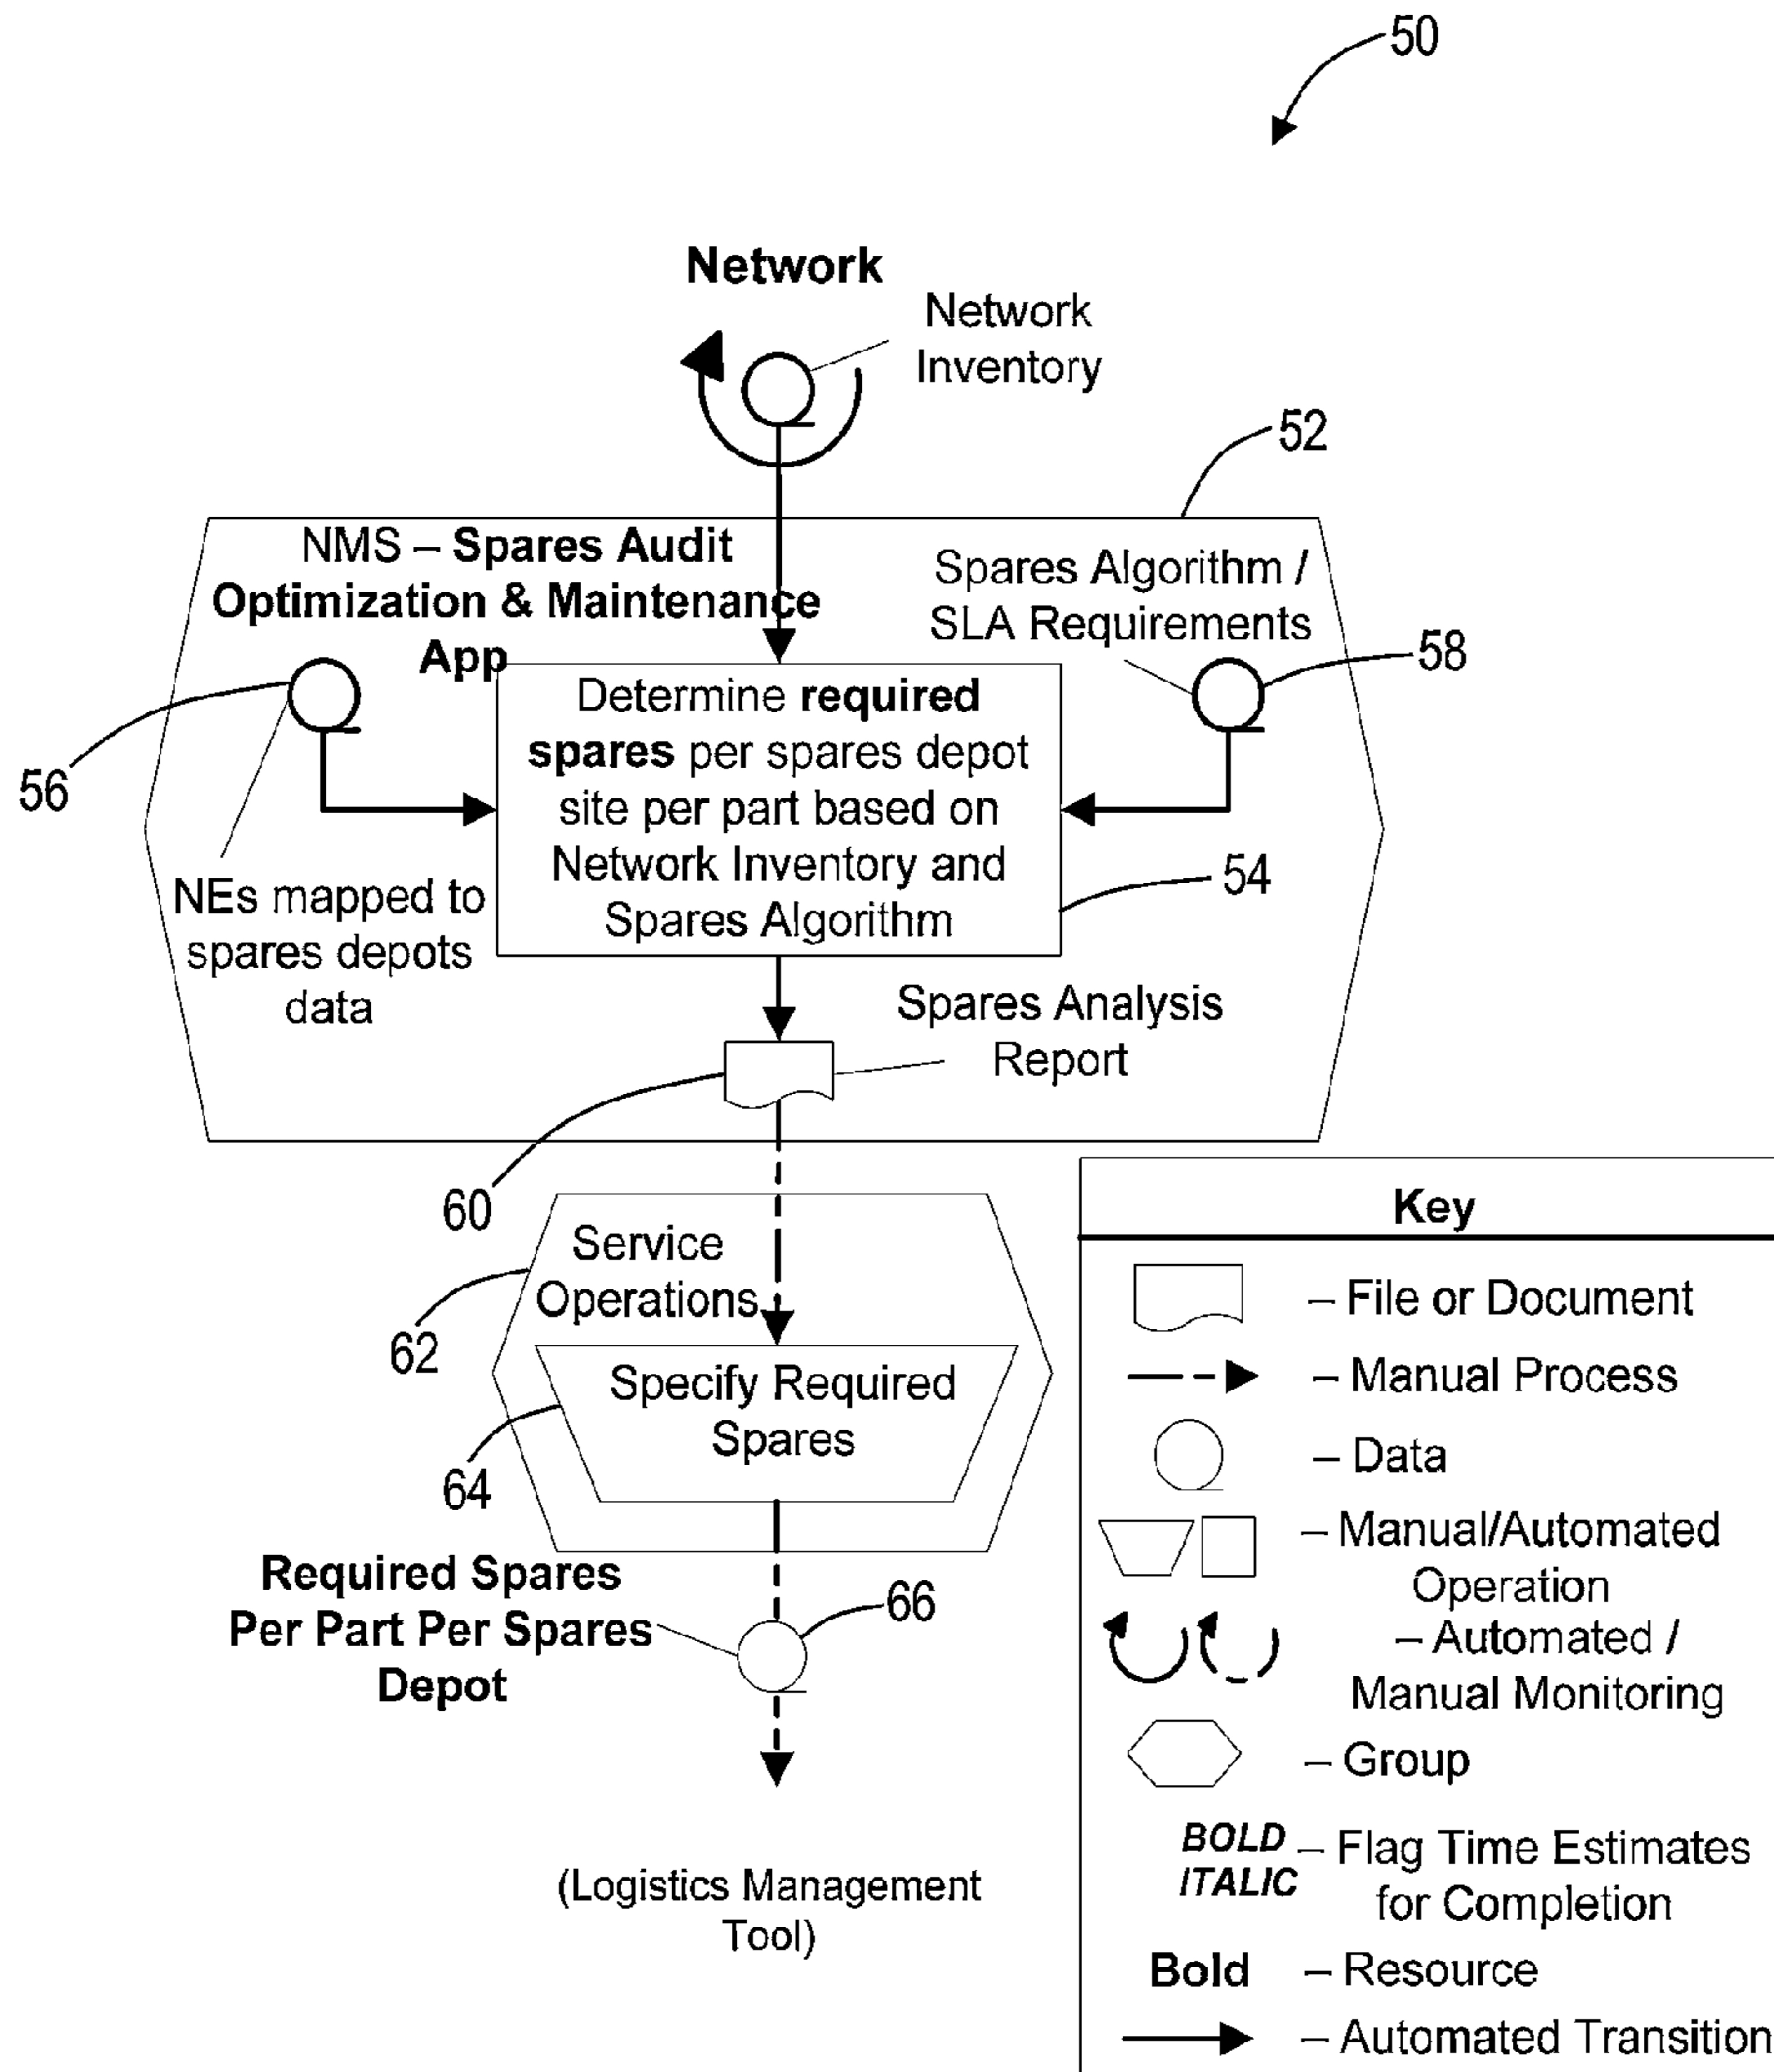 50
Network
Network
Inventory
52
NMS – Spares Audit
Optimization & Maintenance
App
Spares Algorithm /
SLA Requirements
58
56
Determine required
spares per spares depot
site per part based on
Network Inventory and
Spares Algorithm
54
NEs mapped to
spares depots
data
Spares Analysis
Report
60
Service
Operations
62
Specify Required
Spares
64
Required Spares
Per Part Per Spares
Depot
66
(Logistics Management
Tool)
Key
– File or Document
– Manual Process
– Data
– Manual/Automated
Operation
– Automated /
Manual Monitoring
– Group
BOLD
ITALIC
– Flag Time Estimates
for Completion
Bold – Resource
– Automated Transition